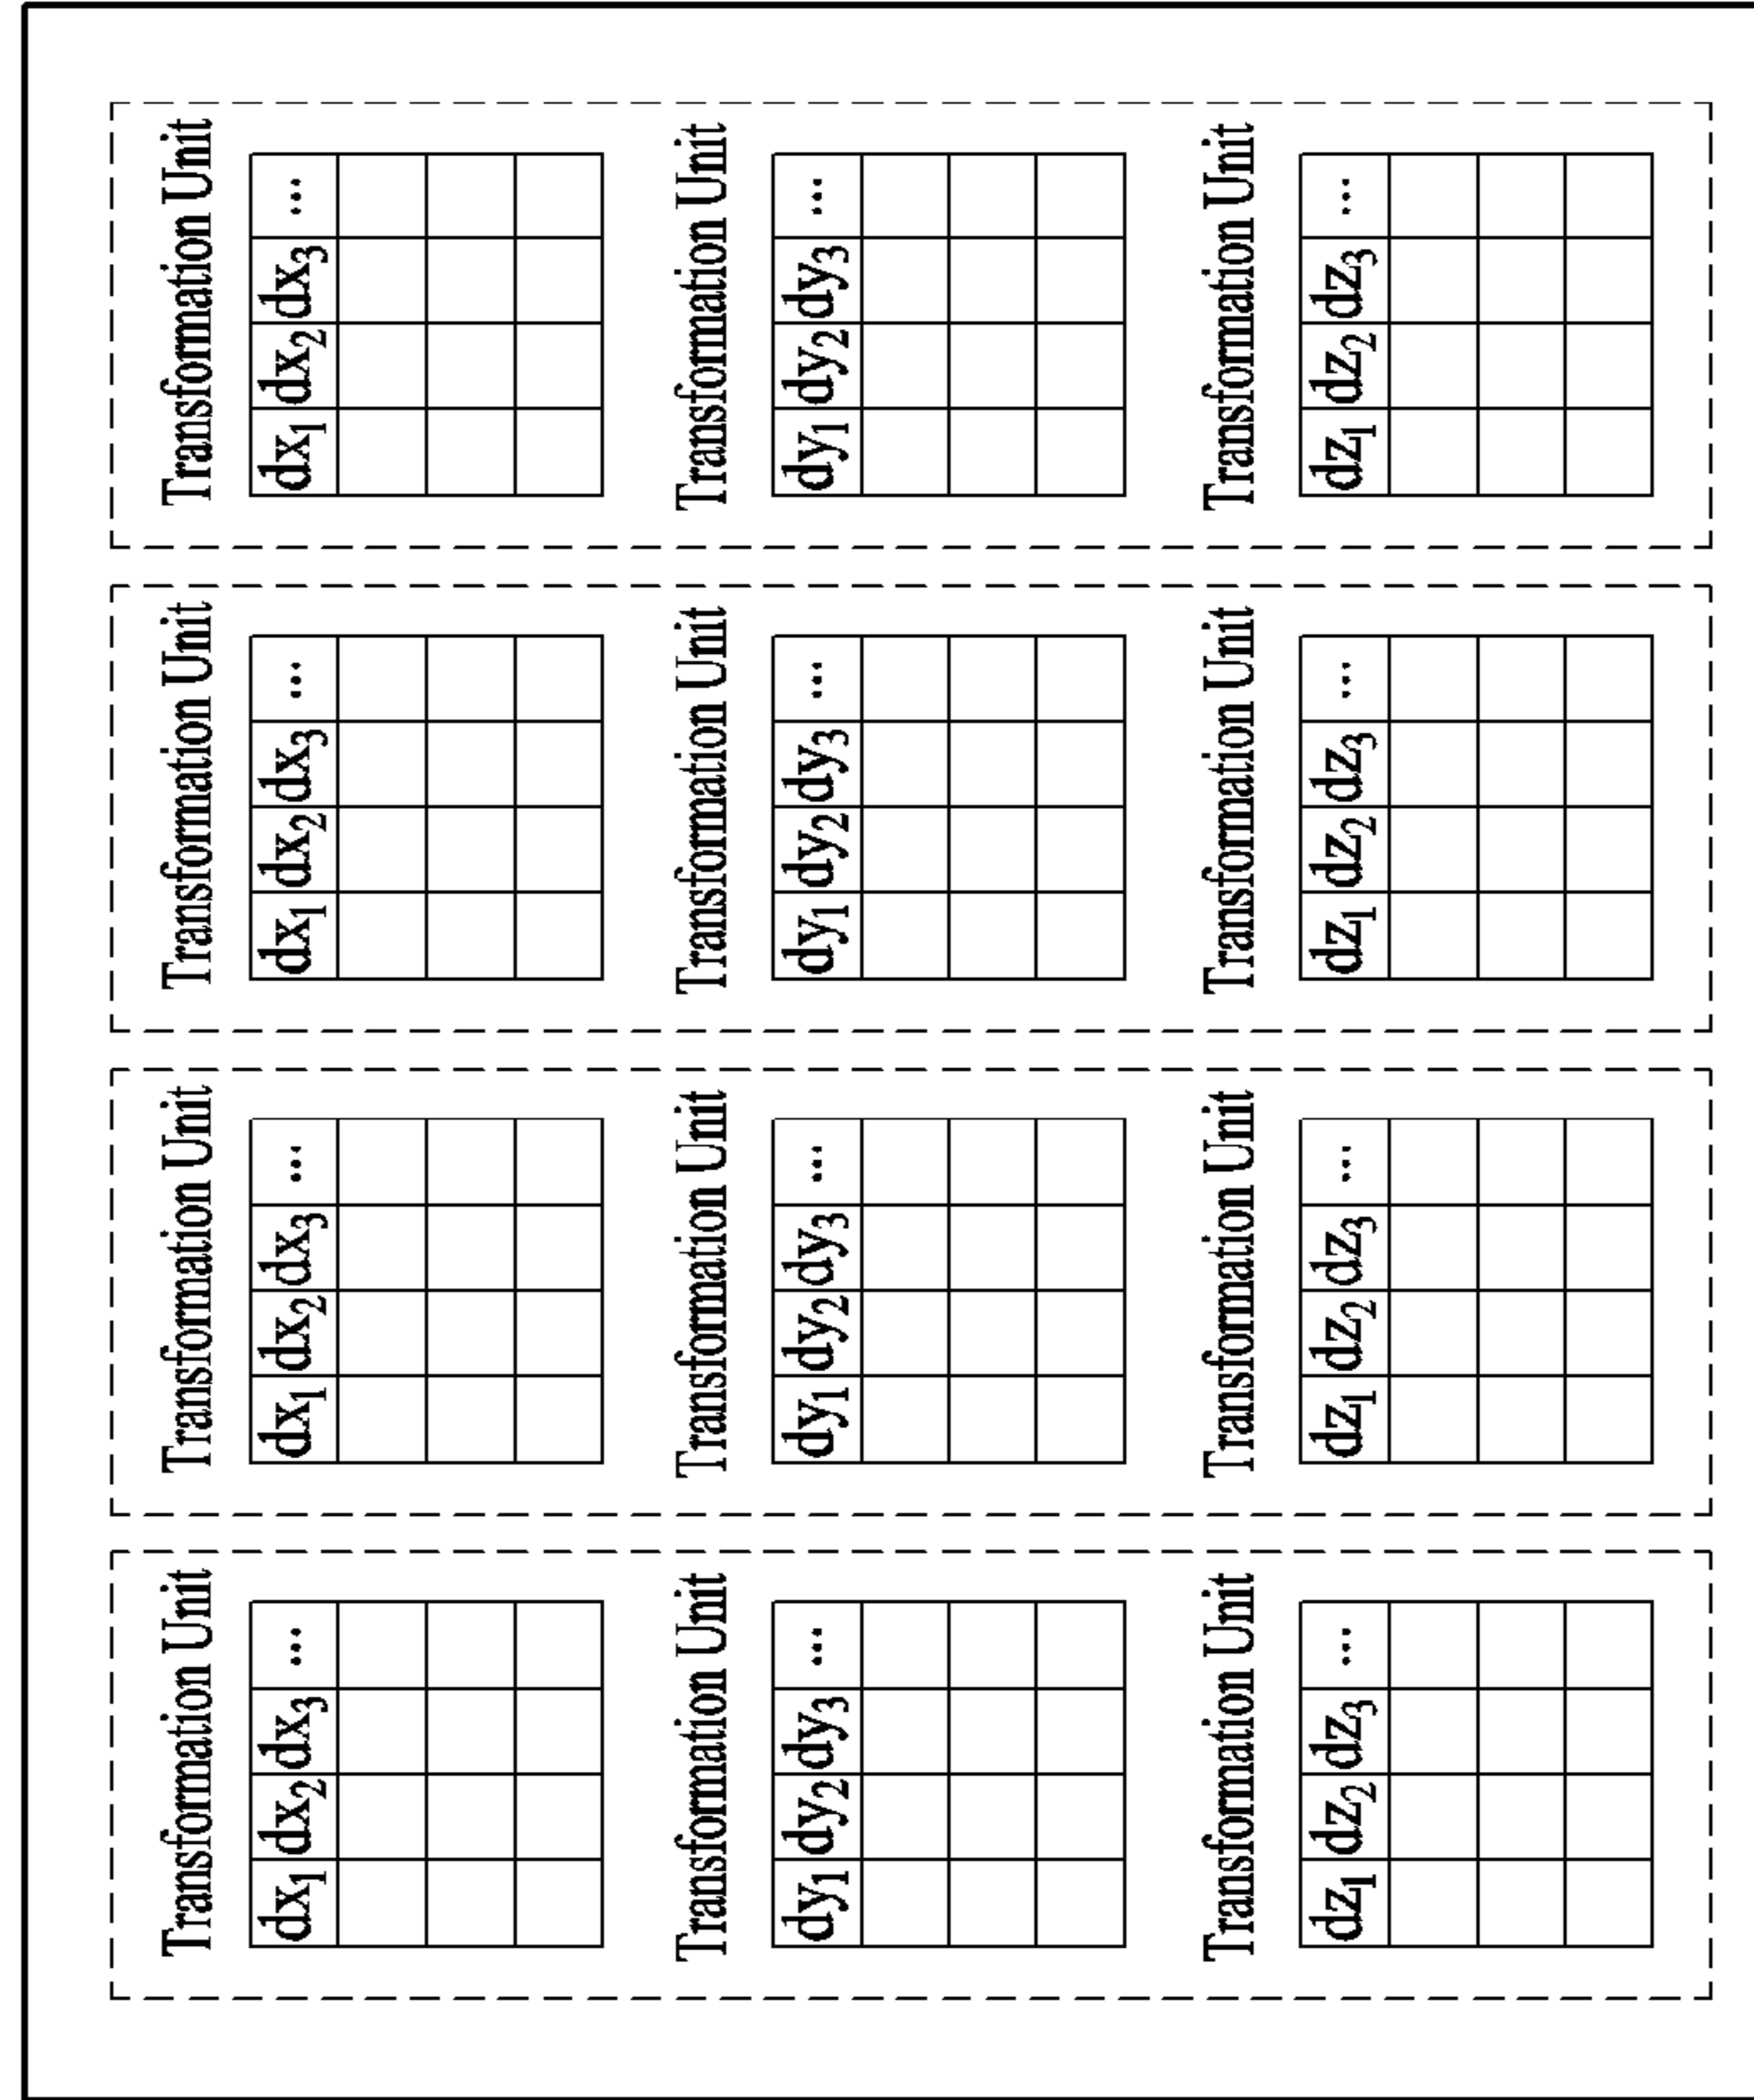 Transformation Unit
dx₁ dx₂ dx₃ ...
Transformation Unit
dy₁ dy₂ dy₃ ...
Transformation Unit
dz₁ dz₂ dz₃ ...
Transformation Unit
dx₁ dx₂ dx₃ ...
Transformation Unit
dy₁ dy₂ dy₃ ...
Transformation Unit
dz₁ dz₂ dz₃ ...
Transformation Unit
dx₁ dx₂ dx₃ ...
Transformation Unit
dy₁ dy₂ dy₃ ...
Transformation Unit
dz₁ dz₂ dz₃ ...
Transformation Unit
dx₁ dx₂ dx₃ ...
Transformation Unit
dy₁ dy₂ dy₃ ...
Transformation Unit
dz₁ dz₂ dz₃ ...